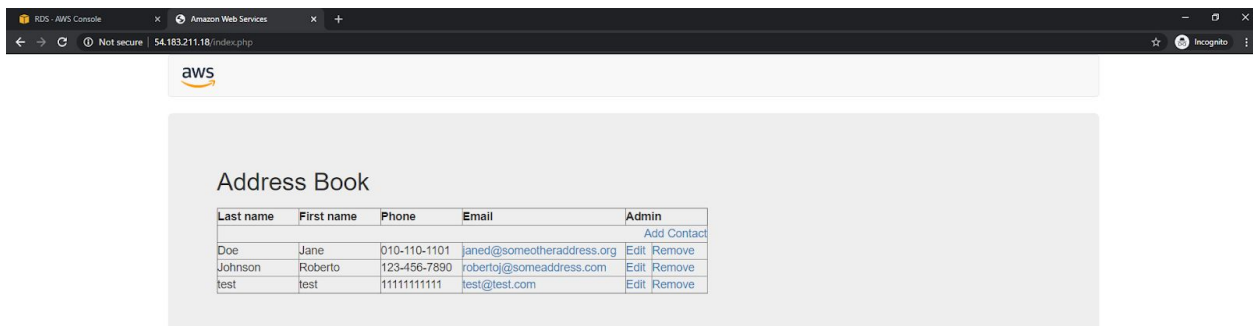 RDS - AWS Console Amazon Web Services
Not secure 54.183.211.18/index.php Incognito
aws
Address Book
Last name First name Phone Email Admin
Add Contact
Doe Jane 010-110-1101 janed@someotheraddress.org Edit Remove
Johnson Roberto 123-456-7890 robertoj@someaddress.com Edit Remove
test test 11111111111 test@test.com Edit Remove